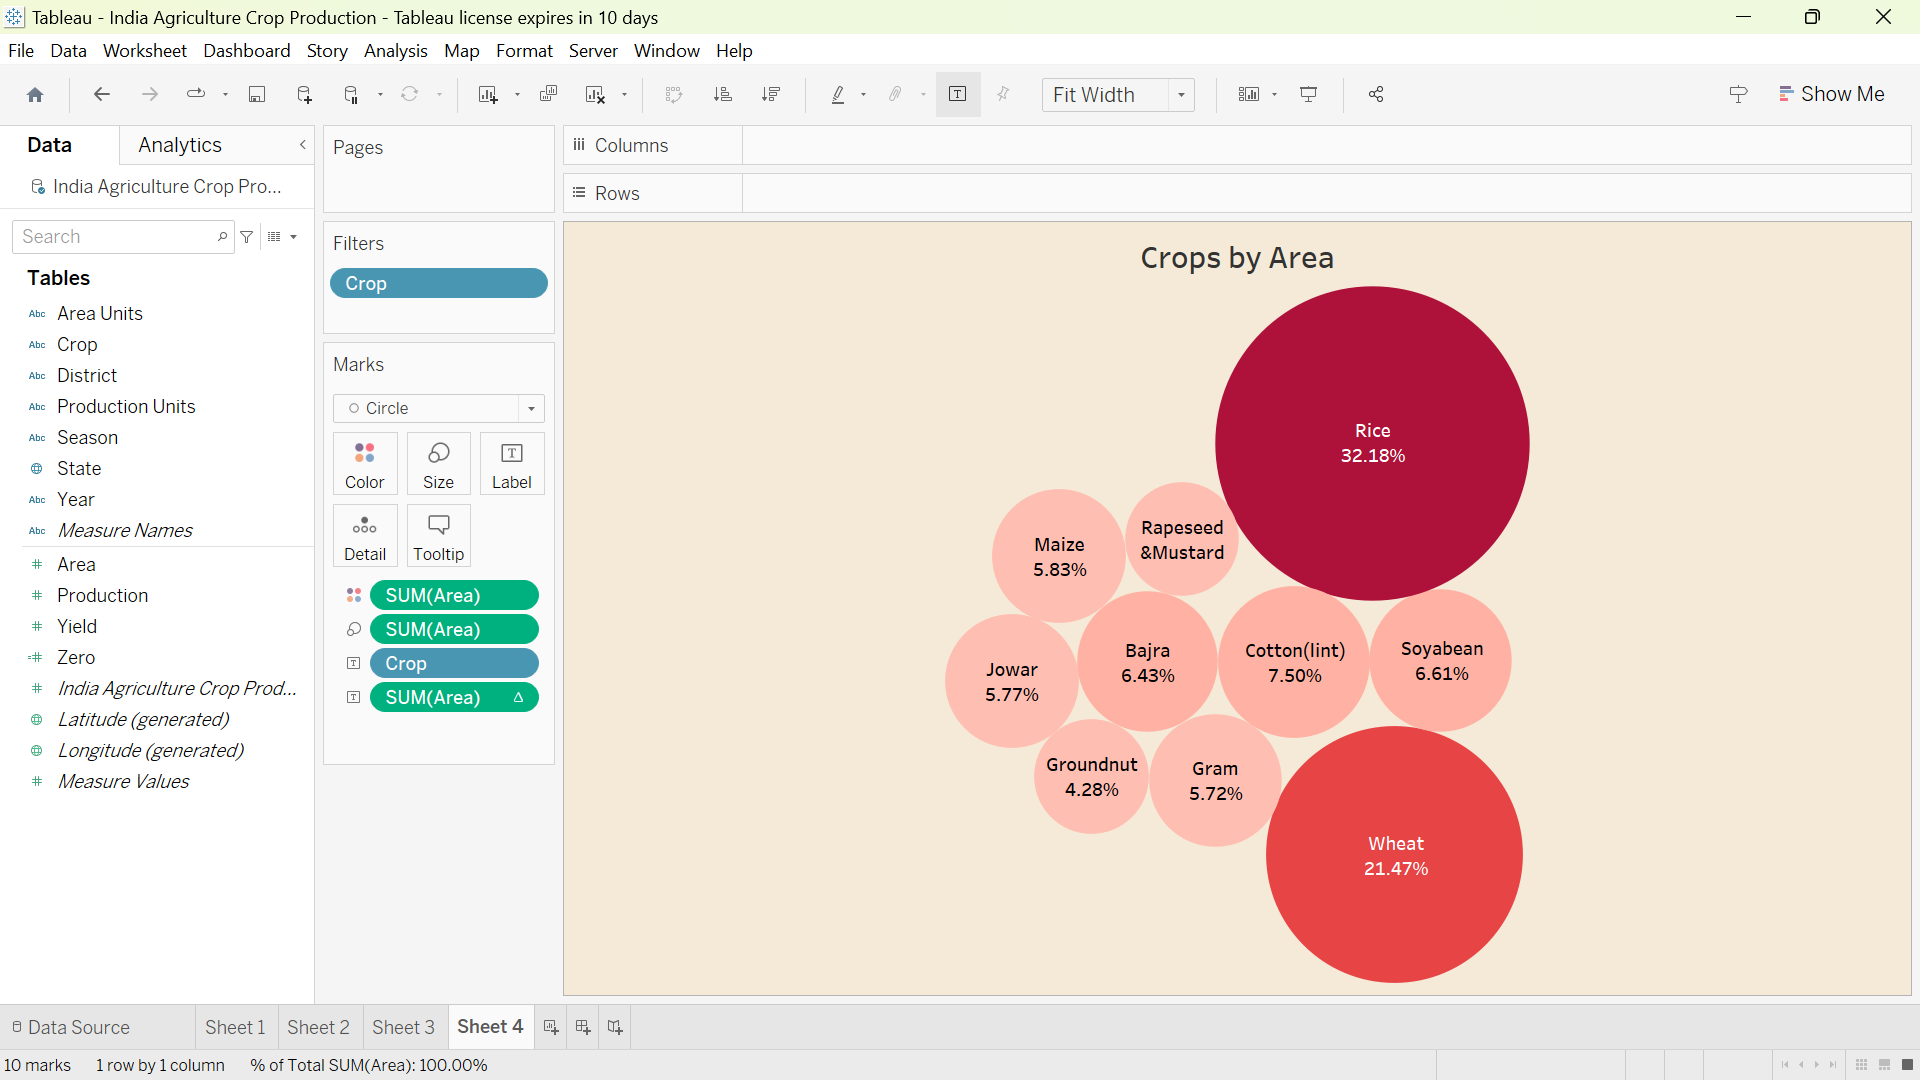 Tableau - India Agriculture Crop Production - Tableau license expires in 10 days
File Data Worksheet Dashboard Story Analysis Map Format Server Window Help
Fit Width
Show Me
Data
Analytics
India Agriculture Crop Pro...
Search
Tables
Abc Area Units
Abc Crop
Abc District
Abc Production Units
Abc Season
State
Abc Year
Abc Measure Names
# Area
# Production
# Yield
=# Zero
# India Agriculture Crop Prod...
Latitude (generated)
Longitude (generated)
# Measure Values
Pages
Filters
Crop
Marks
Circle
Color
Size
T
Label
Detail
Tooltip
SUM(Area)
SUM(Area)
T Crop
T SUM(Area) Δ
Columns
Rows
Crops by Area
Rice
32.18%
Maize
5.83%
Rapeseed
&Mustard
Jowar
5.77%
Bajra
6.43%
Cotton(lint)
7.50%
Soyabean
6.61%
Groundnut
4.28%
Gram
5.72%
Wheat
21.47%
Data Source
Sheet 1
Sheet 2
Sheet 3
Sheet 4
10 marks
1 row by 1 column
% of Total SUM(Area): 100.00%